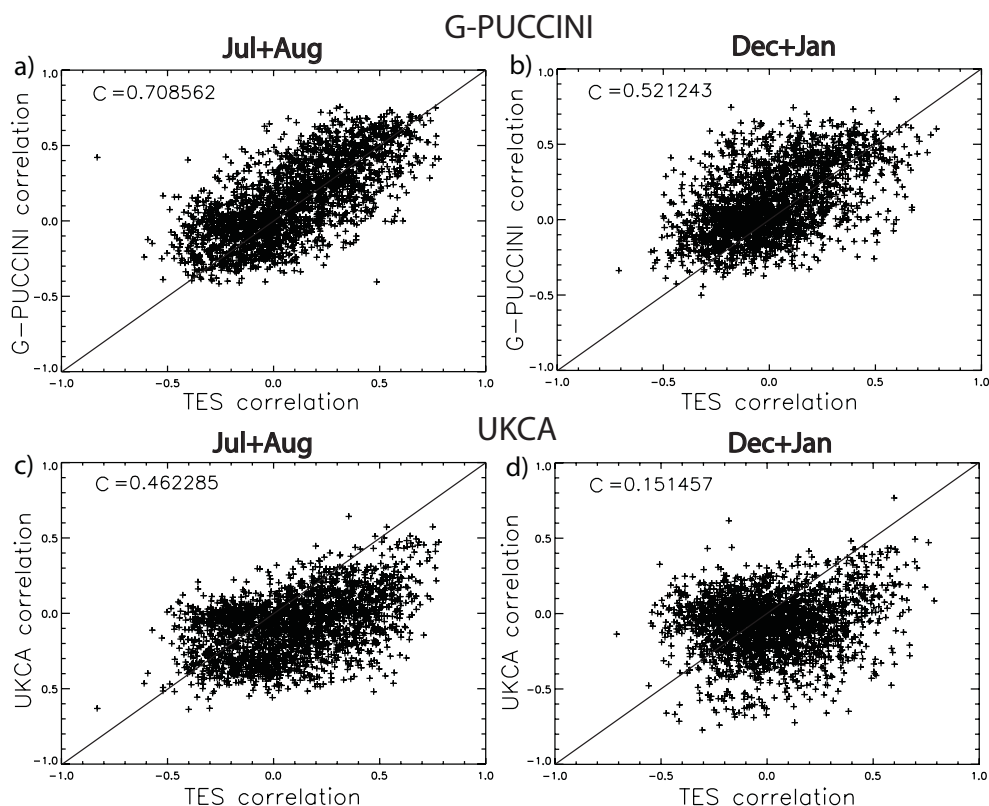 G-PUCCINI
Jul+Aug
Dec+Jan
a)
b)
C =0.708562
C =0.521243
1.0
0.5
0.0
-0.5
-1.0
G-PUCCINI correlation
-1.0 -0.5 0.0 0.5 1.0
TES correlation
1.0
0.5
0.0
-0.5
-1.0
G-PUCCINI correlation
-1.0 -0.5 0.0 0.5 1.0
TES correlation
UKCA
Jul+Aug
Dec+Jan
c)
d)
C =0.462285
C =0.151457
1.0
0.5
0.0
-0.5
-1.0
UKCA correlation
-1.0 -0.5 0.0 0.5 1.0
TES correlation
1.0
0.5
0.0
-0.5
-1.0
UKCA correlation
-1.0 -0.5 0.0 0.5 1.0
TES correlation